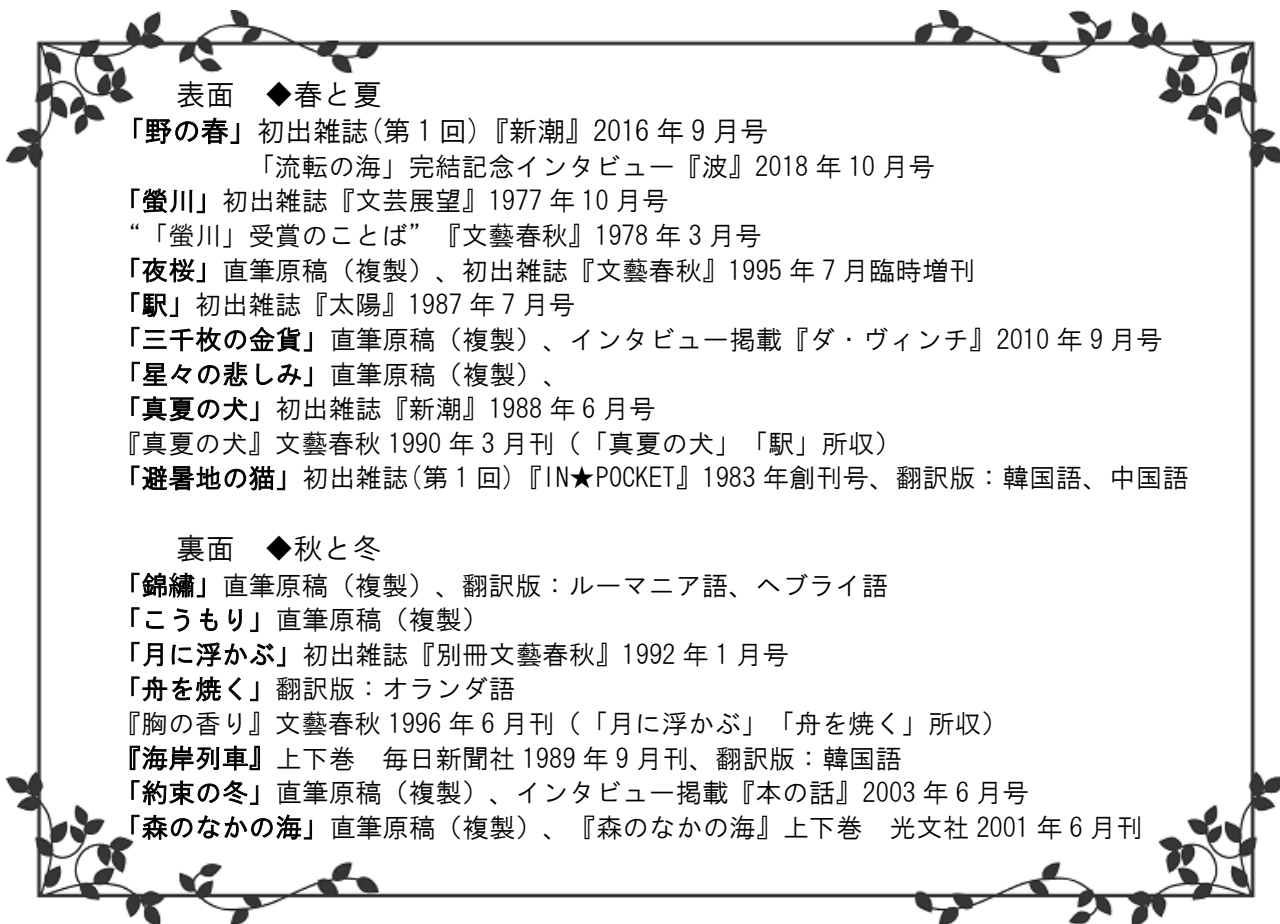 表面　◆春と夏
「野の春」初出雑誌(第1回)『新潮』2016年9月号
「流転の海」完結記念インタビュー『波』2018年10月号
「螢川」初出雑誌『文芸展望』1977年10月号
“「螢川」受賞のことば”『文藝春秋』1978年3月号
「夜桜」直筆原稿（複製）、初出雑誌『文藝春秋』1995年7月臨時増刊
「駅」初出雑誌『太陽』1987年7月号
「三千枚の金貨」直筆原稿（複製）、インタビュー掲載『ダ・ヴィンチ』2010年9月号
「星々の悲しみ」直筆原稿（複製）、
「真夏の犬」初出雑誌『新潮』1988年6月号
『真夏の犬』文藝春秋1990年3月刊（「真夏の犬」「駅」所収）
「避暑地の猫」初出雑誌(第1回)『IN★POCKET』1983年創刊号、翻訳版：韓国語、中国語
裏面　◆秋と冬
「錦繍」直筆原稿（複製）、翻訳版：ルーマニア語、ヘブライ語
「こうもり」直筆原稿（複製）
「月に浮かぶ」初出雑誌『別冊文藝春秋』1992年1月号
「舟を焼く」翻訳版：オランダ語
『胸の香り』文藝春秋1996年6月刊（「月に浮かぶ」「舟を焼く」所収）
『海岸列車』上下巻　毎日新聞社1989年9月刊、翻訳版：韓国語
「約束の冬」直筆原稿（複製）、インタビュー掲載『本の話』2003年6月号
「森のなかの海」直筆原稿（複製）、『森のなかの海』上下巻　光文社2001年6月刊